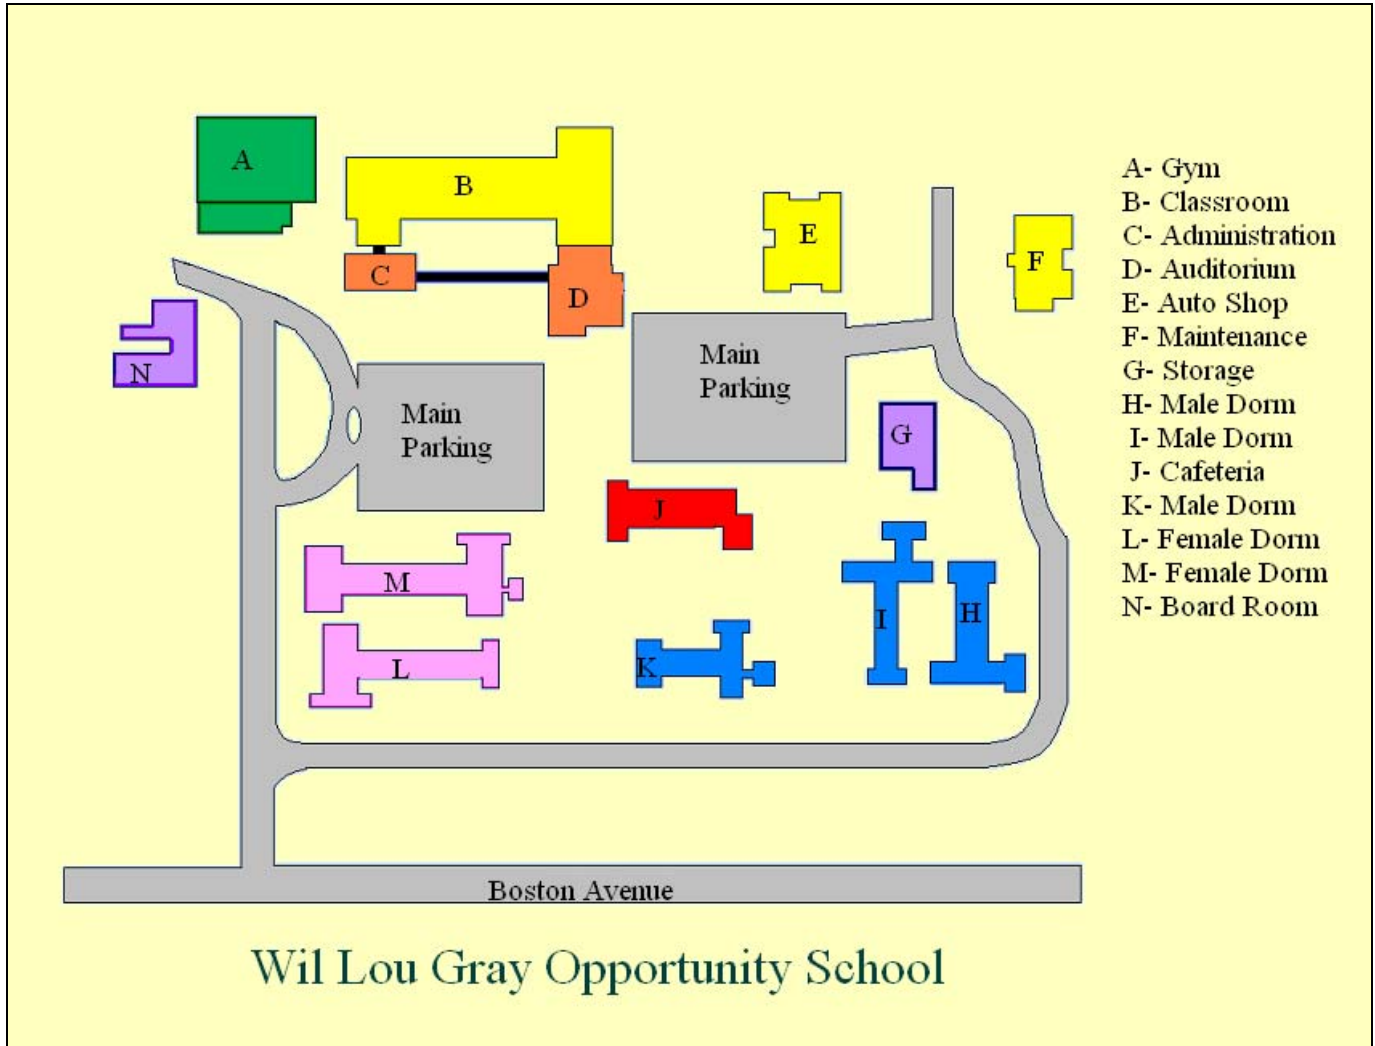 A
B
C
D
E
F
N
Main
Parking
Main
Parking
G
J
M
I
H
L
K
A- Gym
B- Classroom
C- Administration
D- Auditorium
E- Auto Shop
F- Maintenance
G- Storage
H- Male Dorm
I- Male Dorm
J- Cafeteria
K- Male Dorm
L- Female Dorm
M- Female Dorm
N- Board Room
Boston Avenue
Wil Lou Gray Opportunity School